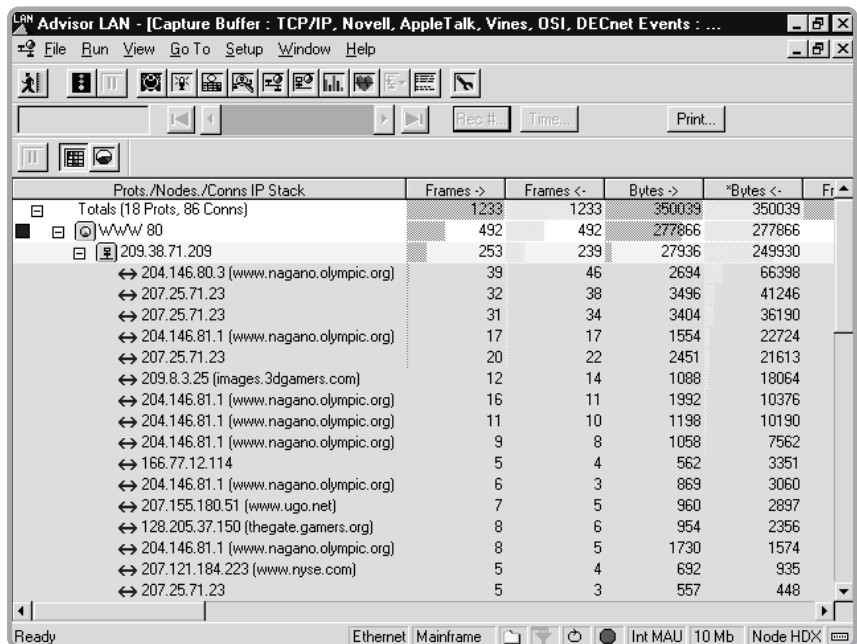 LAN Advisor LAN - [Capture Buffer : TCP/IP, Novell, AppleTalk, Vines, OSI, DECnet Events : ...
File Run View Go To Setup Window Help
Rec #... Time... Print...
Prots./Nodes./Conns IP Stack Frames -> Frames <- Bytes -> *Bytes <- Fr
Totals (18 Prots, 86 Conns) 1233 1233 350039 350039
WWW 80 492 492 277866 277866
209.38.71.209 253 239 27936 249930
204.146.80.3 (www.nagano.olympic.org) 39 46 2694 66398
207.25.71.23 32 38 3496 41246
207.25.71.23 31 34 3404 36190
204.146.81.1 (www.nagano.olympic.org) 17 17 1554 22724
207.25.71.23 20 22 2451 21613
209.8.3.25 (images.3dgamers.com) 12 14 1088 18064
204.146.81.1 (www.nagano.olympic.org) 16 11 1992 10376
204.146.81.1 (www.nagano.olympic.org) 11 10 1198 10190
204.146.81.1 (www.nagano.olympic.org) 9 8 1058 7562
166.77.12.114 5 4 562 3351
204.146.81.1 (www.nagano.olympic.org) 6 3 869 3060
207.155.180.51 (www.ugo.net) 7 5 960 2897
128.205.37.150 (thegate.gamers.org) 8 6 954 2356
204.146.81.1 (www.nagano.olympic.org) 8 5 1730 1574
207.121.184.223 (www.nyse.com) 5 4 692 935
207.25.71.23 5 3 557 448
Ready Ethernet Mainframe Int MAU 10 Mb Node HDX